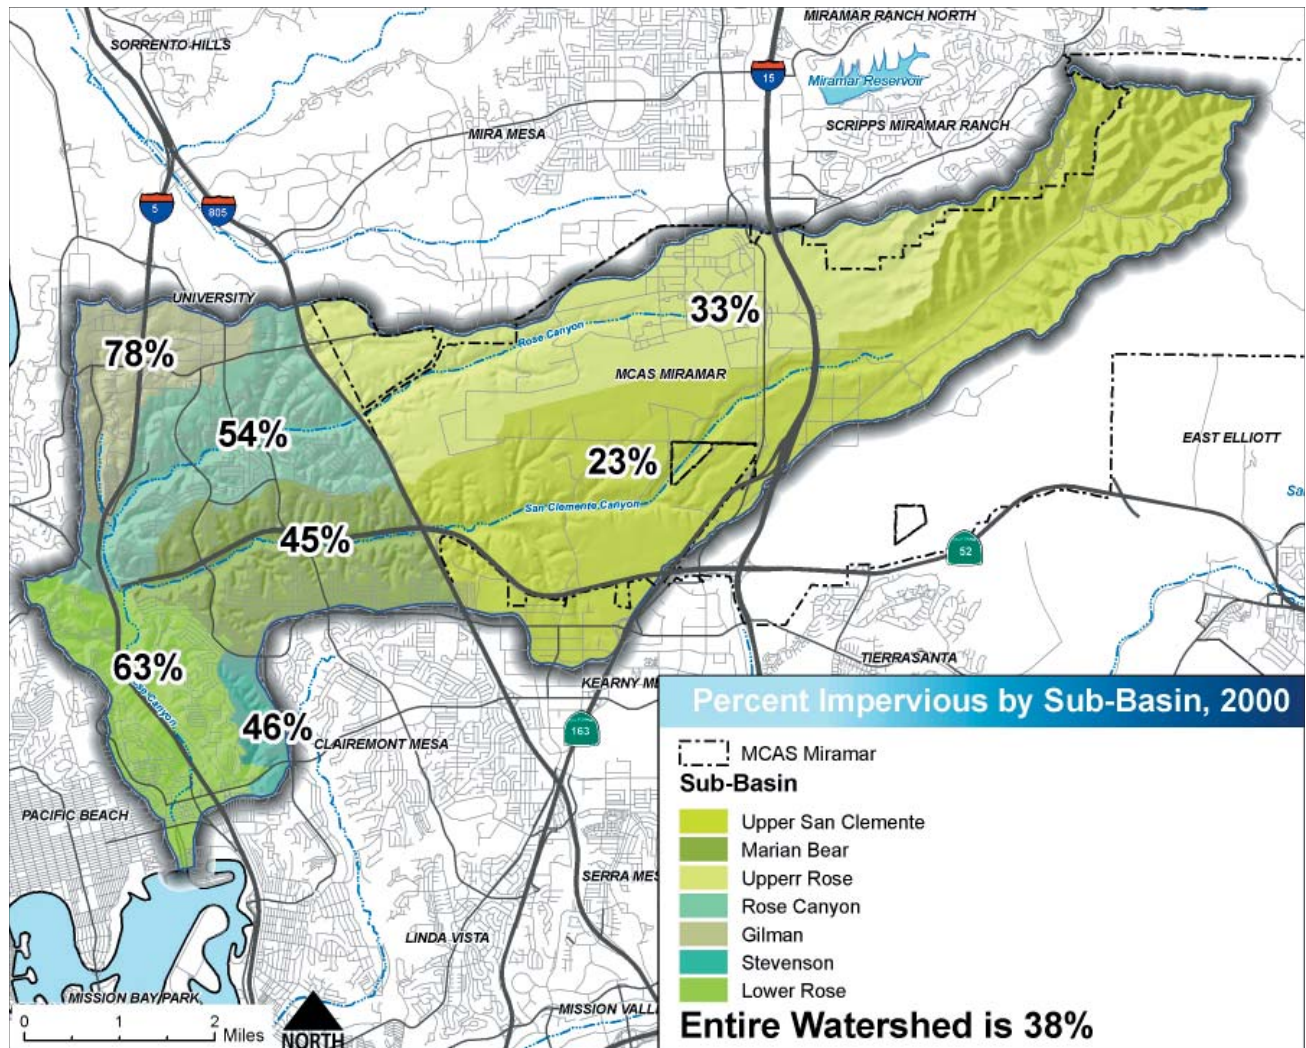 MIRAMAR RANCH NORTH
SORRENTO HILLS
15
Miramar Reservoir
SCRIPPS MIRAMAR RANCH
MIRA MESA
5
805
UNIVERSITY
33%
Rose Canyon
78%
MCAS MIRAMAR
54%
23%
EAST ELLIOTT
San Clemente Canyon
45%
52
63%
TIERRASANTA
46%
163
CLAIREMONT MESA
PACIFIC BEACH
LINDA VISTA
MISSION BAY PARK
0 1 2 Miles
NORTH
Percent Impervious by Sub-Basin, 2000
MCAS Miramar
Sub-Basin
Upper San Clemente
Marian Bear
Upperr Rose
Rose Canyon
Gilman
Stevenson
Lower Rose
Entire Watershed is 38%